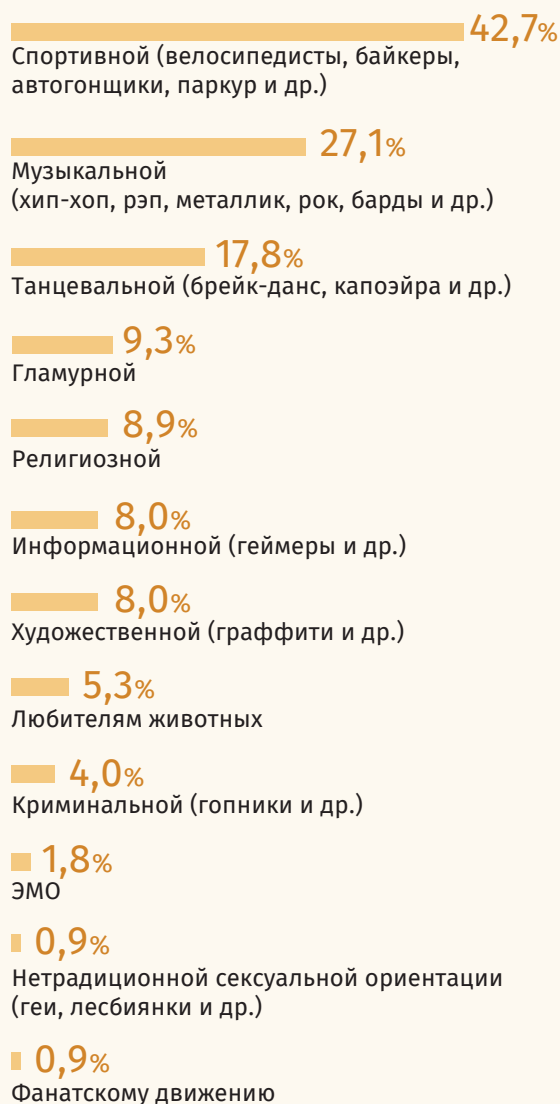 42,7%
Спортивной (велосипедисты, байкеры,
автогонщики, паркур и др.)
27,1%
Музыкальной
(хип-хоп, рэп, металлик, рок, барды и др.)
17,8%
Танцевальной (брейк-данс, капоэйра и др.)
9,3%
Гламурной
8,9%
Религиозной
8,0%
Информационной (геймеры и др.)
8,0%
Художественной (граффити и др.)
5,3%
Любителям животных
4,0%
Криминальной (гопники и др.)
1,8%
ЭМО
0,9%
Нетрадиционной сексуальной ориентации
(геи, лесбиянки и др.)
0,9%
Фанатскому движению